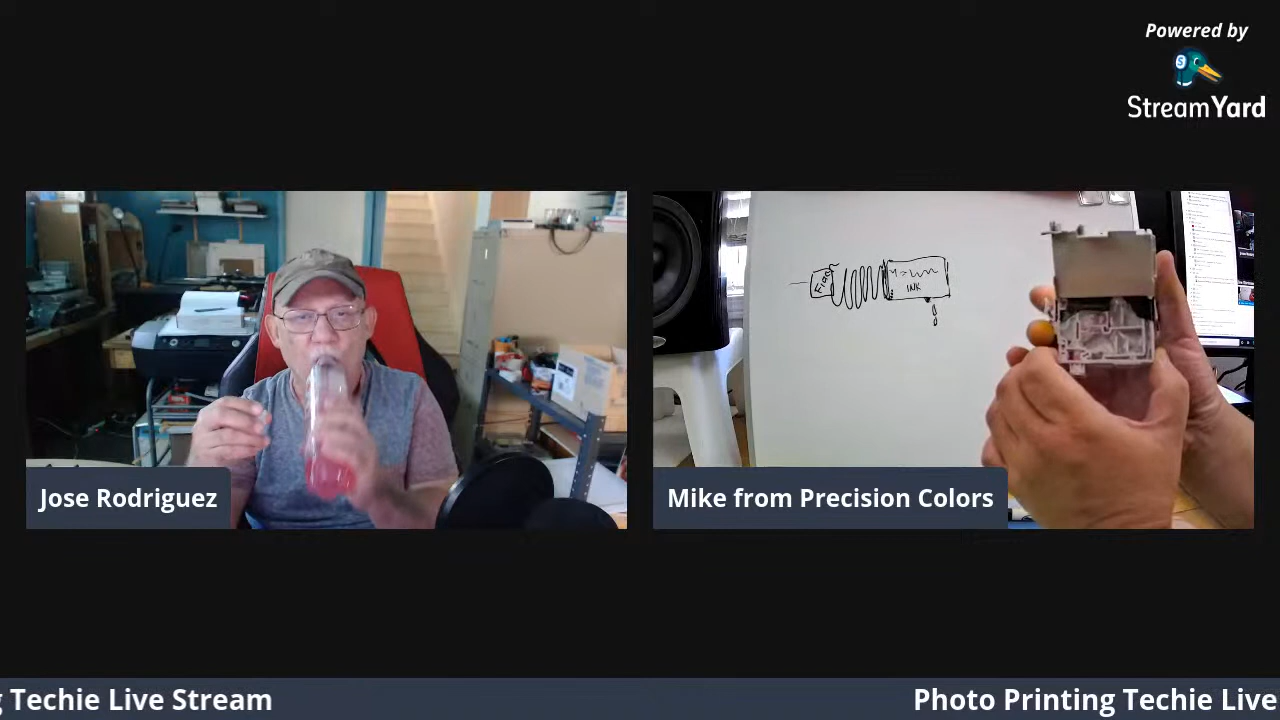 Powered by
S
StreamYard
INK
Jose Rodriguez
Mike from Precision Colors
g Techie Live Stream
Photo Printing Techie Live